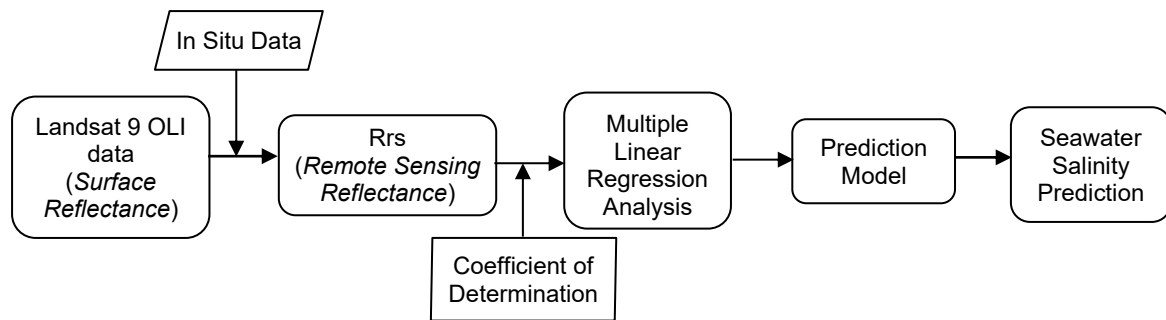 In Situ Data
Landsat 9 OLI
data
(Surface
Reflectance)
Rrs
(Remote Sensing
Reflectance)
Coefficient of
Determination
Multiple
Linear
Regression
Analysis
Prediction
Model
Seawater
Salinity
Prediction